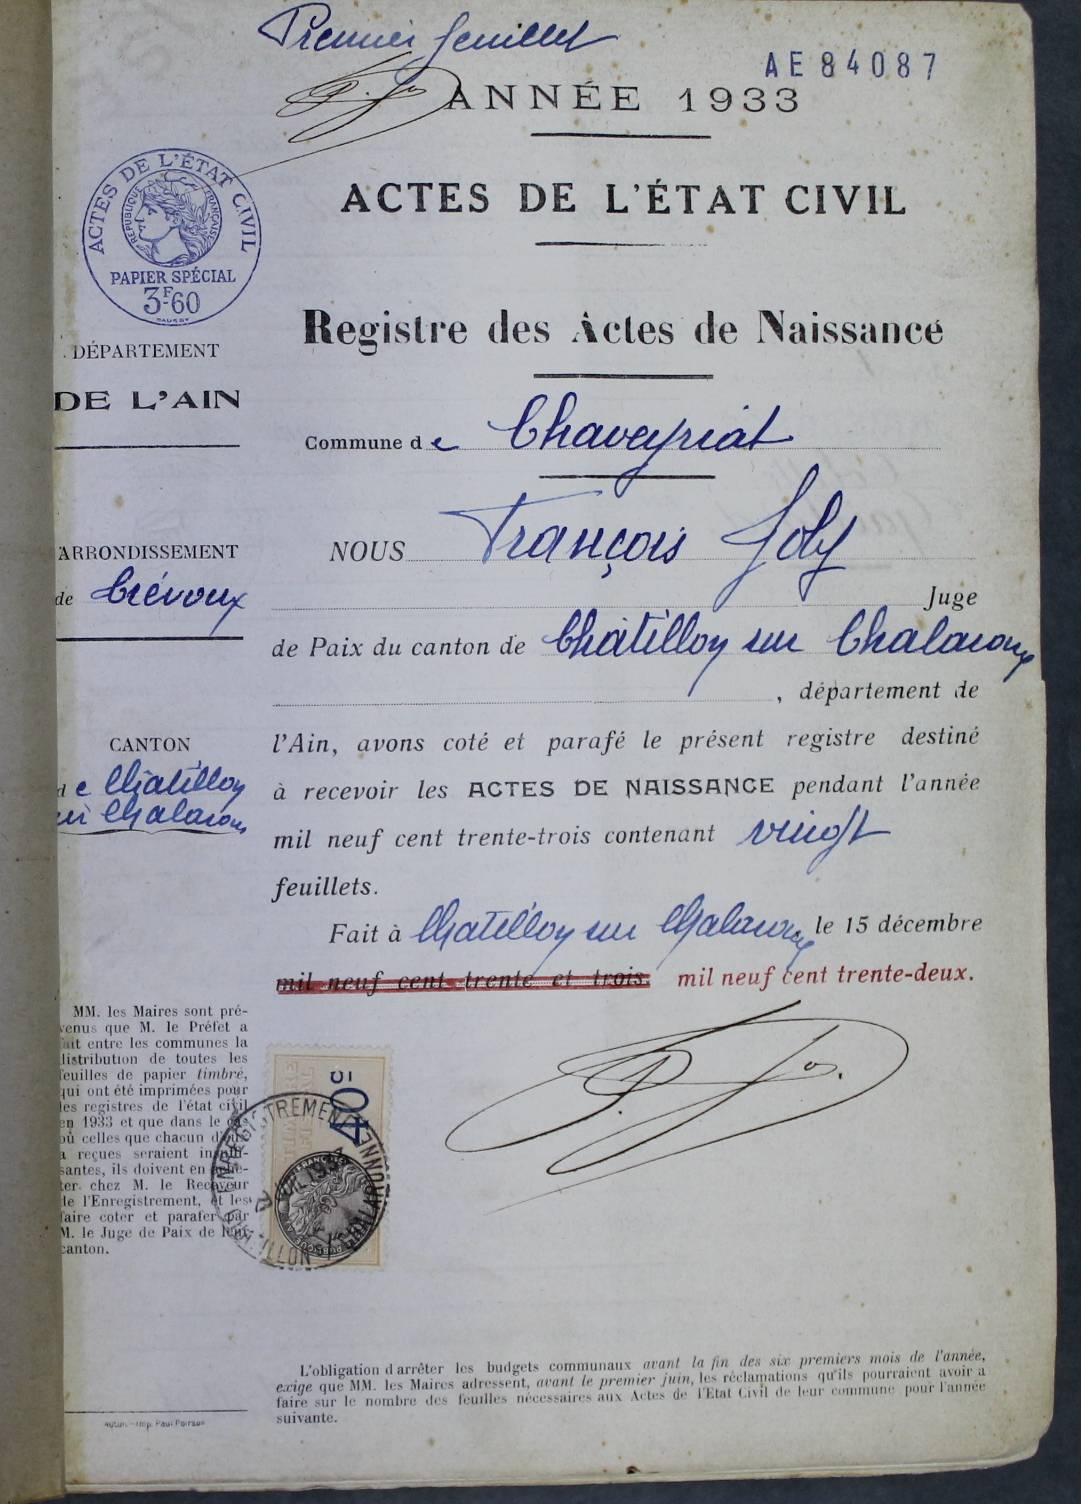 Premier feuillet
AE 84087
ANNÉE 1933
ACTES DE L'ÉTAT CIVIL
ACTES DE L'ÉTAT CIVIL
RÉPUBLIQUE FRANÇAISE
PAPIER SPÉCIAL
3F60
Registre des Actes de Naissance
DÉPARTEMENT
DE L'AIN
Commune de Chaveyriat
ARRONDISSEMENT
de Trévoux
NOUS François Joly
Juge
de Paix du canton de Châtillon sur Chalaronne
, département de
CANTON
de Châtillon
sur Chalaronne
l'Ain, avons coté et parafé le présent registre destiné
à recevoir les ACTES DE NAISSANCE pendant l'année
mil neuf cent trente-trois contenant vingt
feuillets.
Fait à Chatillon sur Chalaronne le 15 décembre
mil neuf cent trente et trois. mil neuf cent trente-deux.
MM. les Maires sont pré-
venus que M. le Préfet a
fait entre les communes la
distribution de toutes les
feuilles de papier timbré,
qui ont été imprimées pour
les registres de l'état civil
en 1933 et que dans le cas
où celles que chacun d'eux
a reçues seraient insuffi-
santes, ils doivent en ache-
ter chez M. le Receveur
de l'Enregistrement, et les
faire coter et parafer par
M. le Juge de Paix de leur
canton.
40c
ENREGISTREMENT
CHATILLON S/ CHALARONNE
L'obligation d'arrêter les budgets communaux avant la fin des six premiers mois de l'année,
exige que MM. les Maires adressent, avant le premier juin, les réclamations qu'ils pourraient avoir à
faire sur le nombre des feuilles nécessaires aux Actes de l'Etat Civil de leur commune pour l'année
suivante.
Autun. - Imp. Paul Poirson